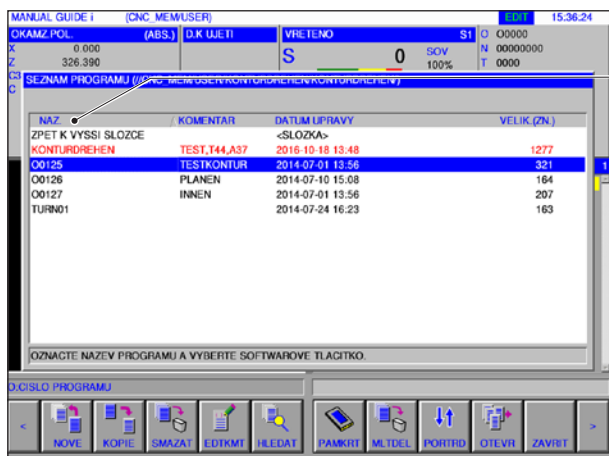 MANUAL GUIDE i (CNC_MEM/USER) EDIT 15:36:24
OKAMZ.POL. (ABS.) D.K UJETI VRETENO S1 O O0000
X 0.000 S 0 SOV N 00000000
Z 326.390 100% T 0000
C3 SEZNAM PROGRAMU (//CNC_MEM/USER/KONTURDREHEN/KONTURDREHEN/)
C
NAZ. / KOMENTAR DATUM UPRAVY VELIK.(ZN.)
ZPET K VYSSI SLOZCE <SLOZKA>
KONTURDREHEN TEST,T44,A37 2016-10-18 13:48 1277
O0125 TESTKONTUR 2014-07-01 13:56 321
O0126 PLANEN 2014-07-10 15:08 164
O0127 INNEN 2014-07-01 13:56 207
TURN01 2014-07-24 16:23 163
1
OZNACTE NAZEV PROGRAMU A VYBERTE SOFTWAROVE TLACITKO.
O:CISLO PROGRAMU
< NOVE KOPIE SMAZAT EDTKMT HLEDAT PAMKRT MLTDEL PORTRD OTEVR ZAVRIT >